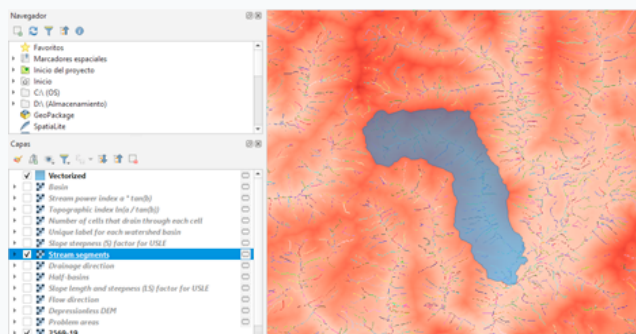 Navegador
Favoritos
Marcadores espaciales
Inicio del proyecto
Inicio
C:\ (OS)
D:\ (Almacenamiento)
GeoPackage
SpatiaLite
Capas
Vectorized
Basin
Stream power index a * tan(b)
Topographic index ln(a / tan(b))
Number of cells that drain through each cell
Unique label for each watershed basin
Slope steepness (S) factor for USLE
Stream segments
Drainage direction
Half-basins
Slope length and steepness (LS) factor for USLE
Flow direction
Depressionless DEM
Problem areas
3569-19